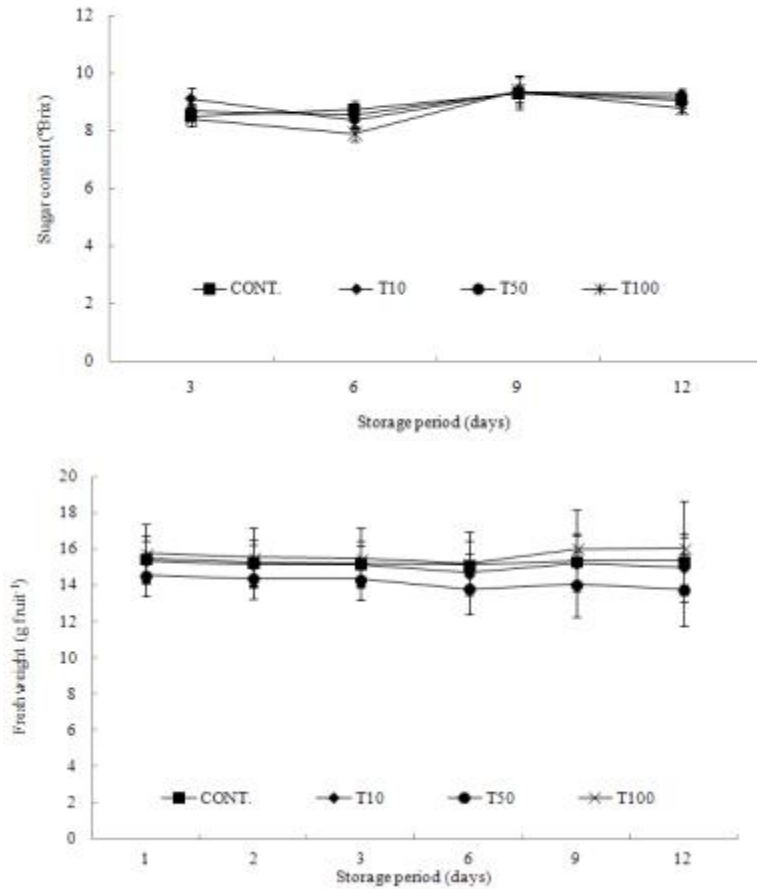 12
10
8
6
4
2
0
Sugar content (°Brix)
CONT. T10 T50 T100
3 6 9 12
Storage period (days)
20
18
16
14
12
10
8
6
4
2
0
Fresh weight (g fruit⁻¹)
CONT. T10 T50 T100
1 2 3 6 9 12
Storage period (days)